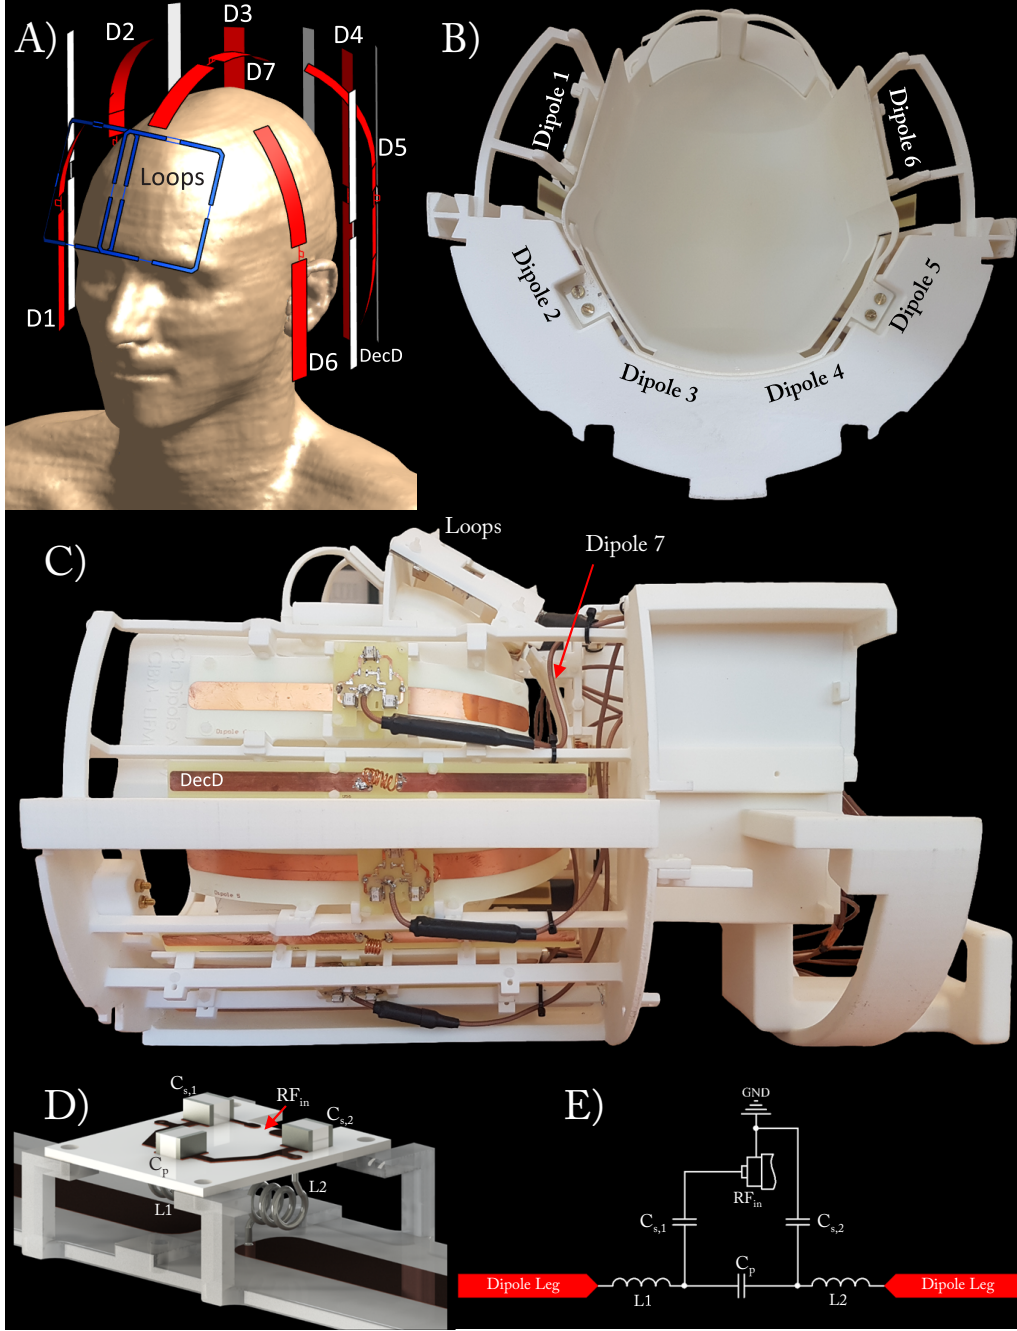 A)
D2
D3
D4
D7
D5
Loops
D1
D6
DecD
B)
Dipole 1
Dipole 6
Dipole 2
Dipole 5
Dipole 3
Dipole 4
C)
Loops
Dipole 7
DecD
Dipole 5
D)
Cs,1
RFin
Cs,2
Cp
L1
L2
E)
GND
RFin
Cs,1
Cs,2
Cp
Dipole Leg
L1
L2
Dipole Leg